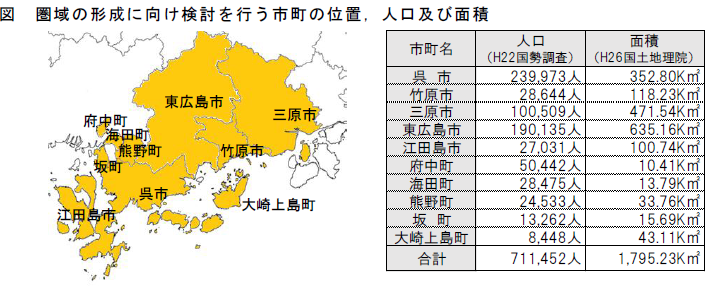 図　圏域の形成に向け検討を行う市町の位置，人口及び面積
東広島市
三原市
府中町
海田町
熊野町
竹原市
坂町
呉市
大崎上島町
江田島市
市町名 人口 面積
(H22国勢調査) (H26国土地理院)
呉 市 239,973人 352.80K㎡
竹原市 28,644人 118.23K㎡
三原市 100,509人 471.54K㎡
東広島市 190,135人 635.16K㎡
江田島市 27,031人 100.74K㎡
府中町 50,442人 10.41K㎡
海田町 28,475人 13.79K㎡
熊野町 24,533人 33.76K㎡
坂 町 13,262人 15.69K㎡
大崎上島町 8,448人 43.11K㎡
合計 711,452人 1,795.23K㎡